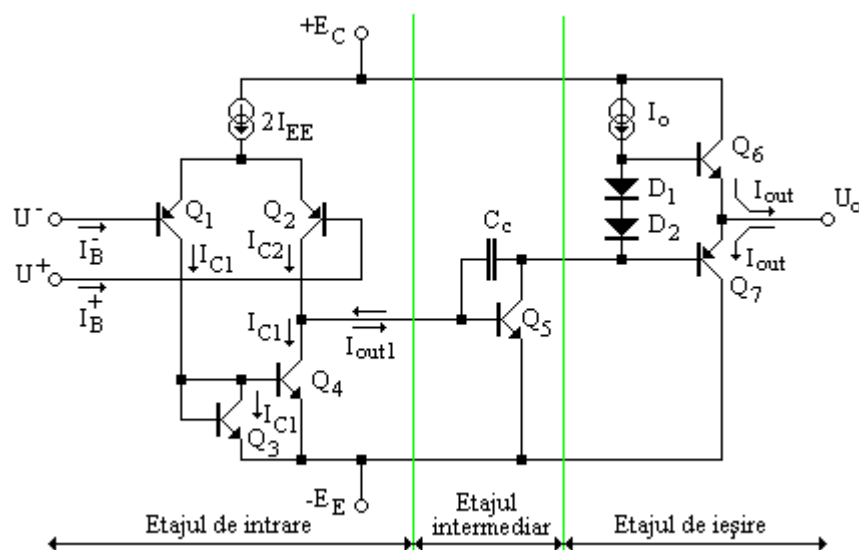 +E_C
2I_EE
I_o
Q_6
U^-
Q_1
Q_2
D_1
I_out
U_o
I_B^-
I_C1
I_C2
C_c
D_2
U^+
I_out
I_B^+
Q_7
I_C1
I_out1
Q_5
Q_4
I_C1
Q_3
-E_E
Etajul de intrare
Etajul
intermediar
Etajul de ieşire